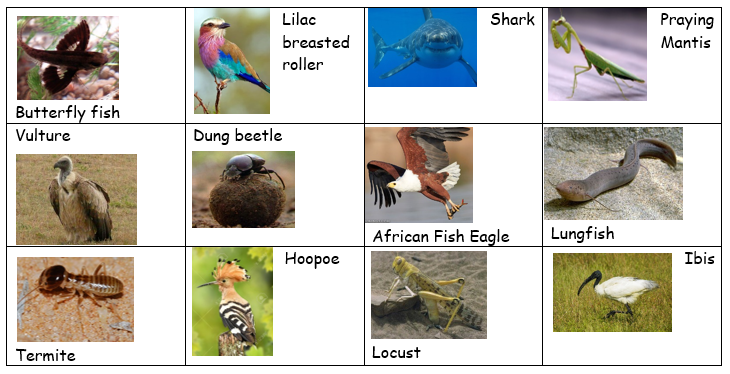 Butterfly fish
Lilac
breasted
roller
Shark
Praying
Mantis
Vulture
Dung beetle
African Fish Eagle
Lungfish
Termite
Hoopoe
Locust
Ibis